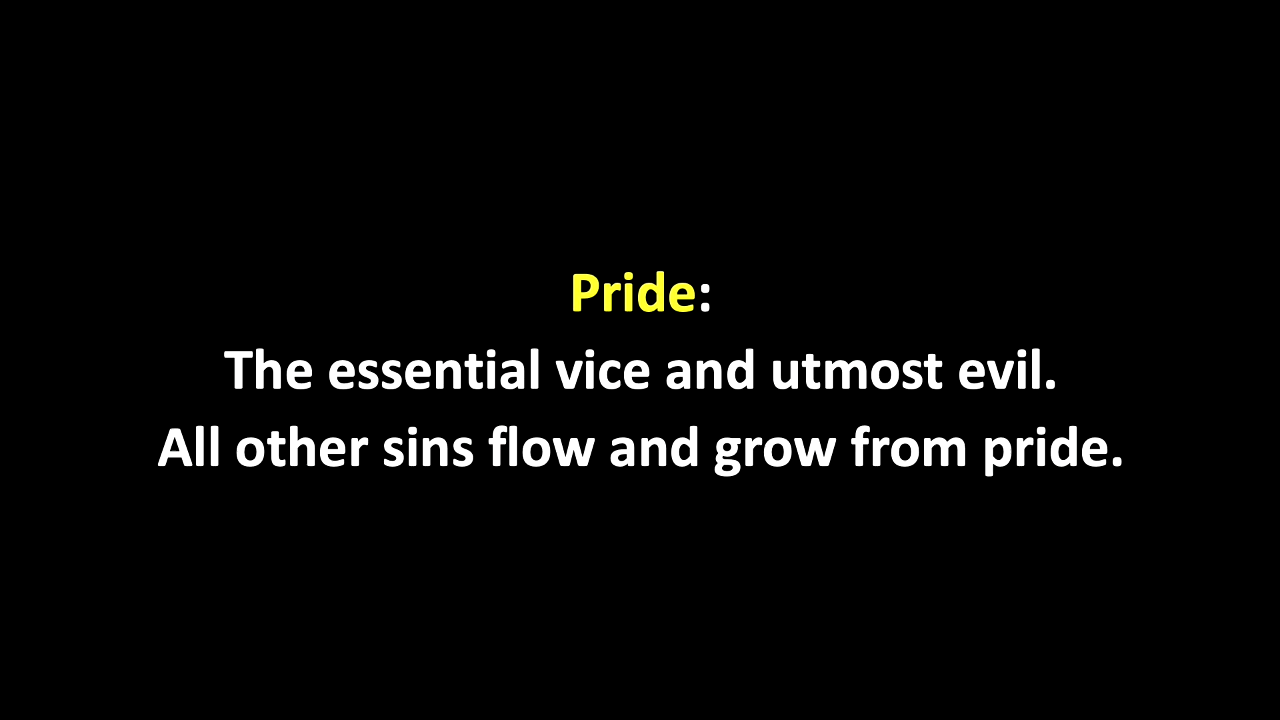 Pride:
The essential vice and utmost evil.
All other sins flow and grow from pride.